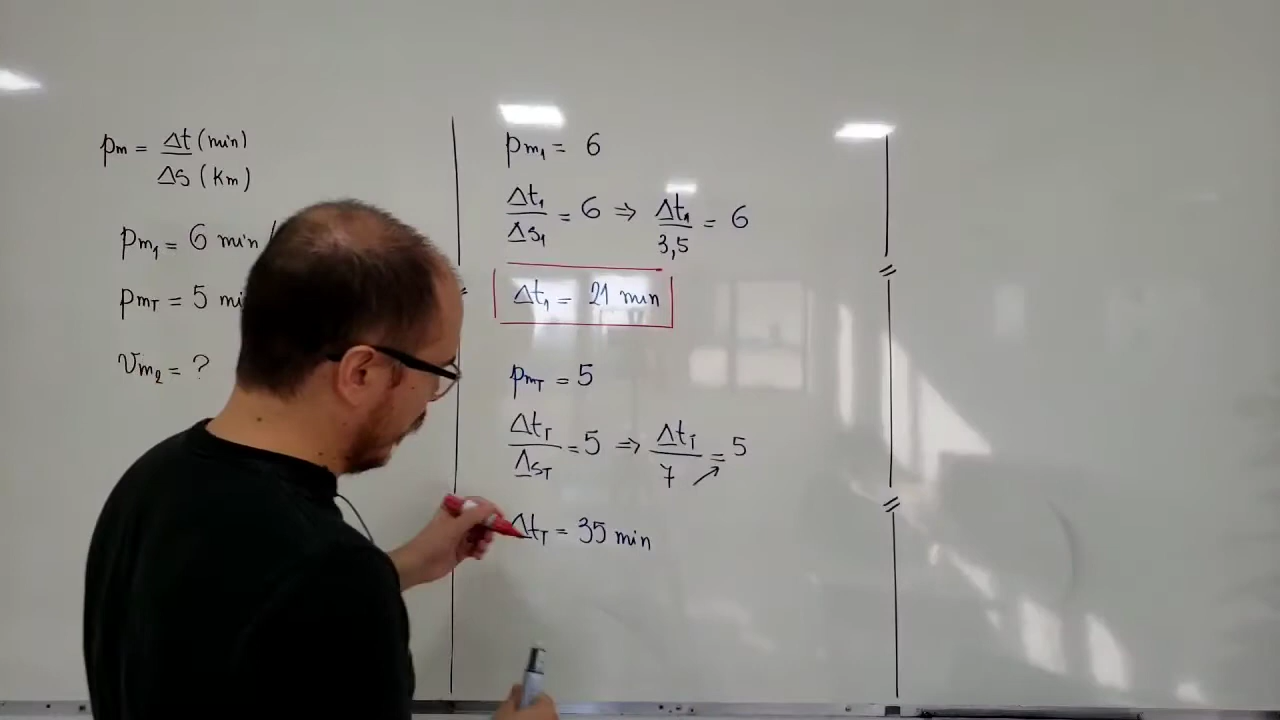 pm = Δt (min)
Δs (Km)
pm₁ = 6 min/
pmT = 5
Vm₂ = ?
pm₁ = 6
Δt₁/Δs₁ = 6 ⇒ Δt₁/3,5 = 6
Δt₁ = 21 min
pmT = 5
ΔtT/ΔsT = 5 ⇒ ΔtT/7 = 5
ΔtT = 35 min